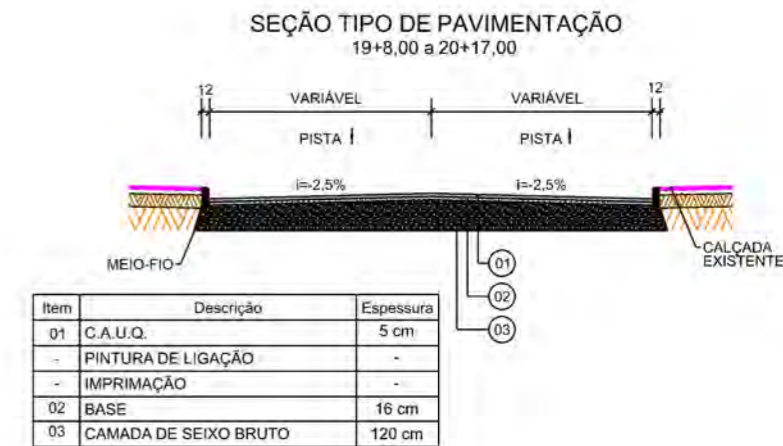 SEÇÃO TIPO DE PAVIMENTAÇÃO
19+8,00 a 20+17,00
12 VARIÁVEL VARIÁVEL 12
PISTA PISTA
i=-2,5% i=-2,5%
MEIO-FIO
CALÇADA
EXISTENTE
01
02
03
Item Descrição Espessura
01 C.A.U.Q. 5 cm
- PINTURA DE LIGAÇÃO -
- IMPRIMAÇÃO -
02 BASE 16 cm
03 CAMADA DE SEIXO BRUTO 120 cm